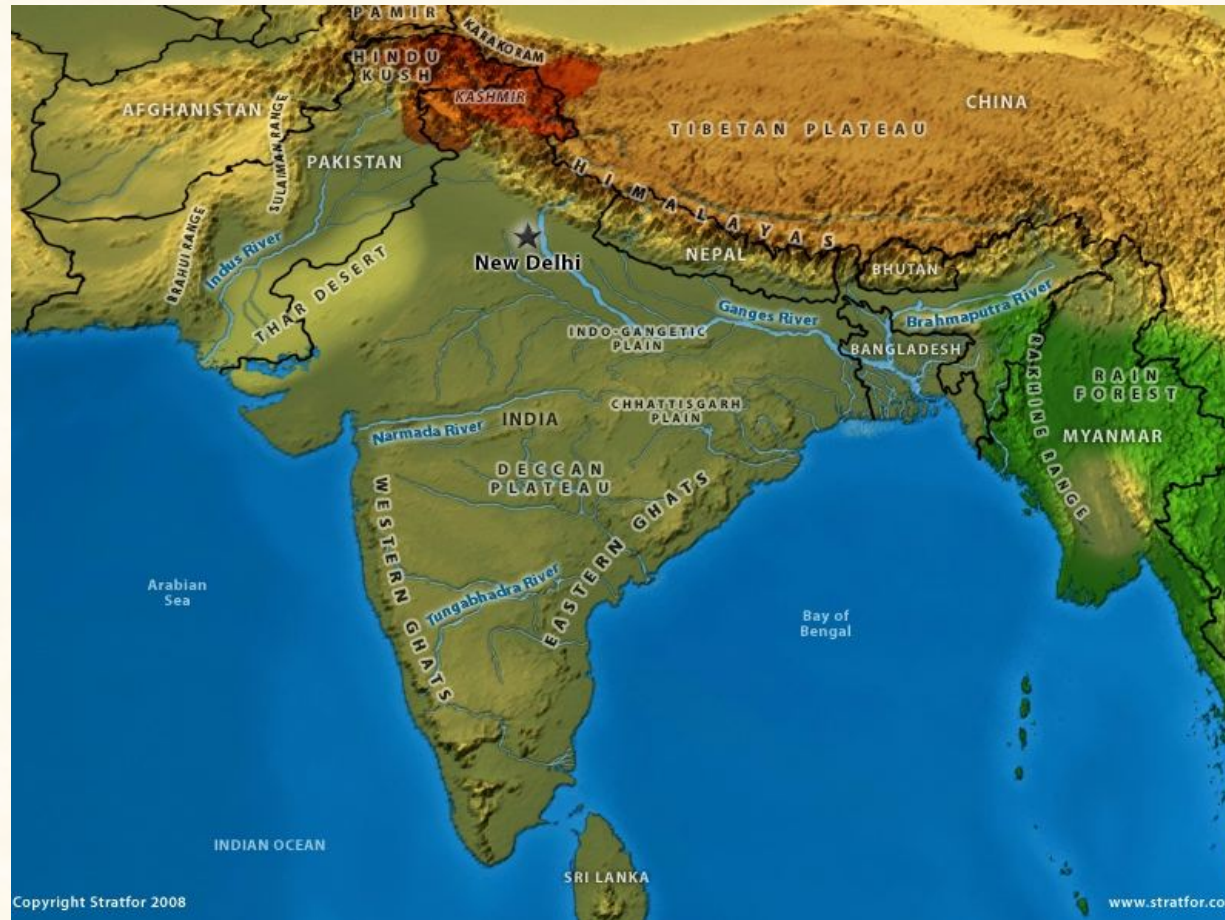 PAMIR
KARAKORAM
HINDU
KUSH
KASHMIR
AFGHANISTAN
SULAIMAN RANGE
PAKISTAN
CHINA
TIBETAN PLATEAU
HIMALAYAS
BRAHUI RANGE
Indus River
THAR DESERT
New Delhi
NEPAL
BHUTAN
Ganges River
Brahmaputra River
INDO-GANGETIC
PLAIN
BANGLADESH
RAKHINE RANGE
RAIN
FOREST
MYANMAR
CHHATTISGARH
PLAIN
INDIA
Narmada River
DECCAN
PLATEAU
WESTERN GHATS
EASTERN GHATS
Tungabhadra River
Arabian
Sea
Bay of
Bengal
INDIAN OCEAN
SRI LANKA
Copyright Stratfor 2008
www.stratfor.co